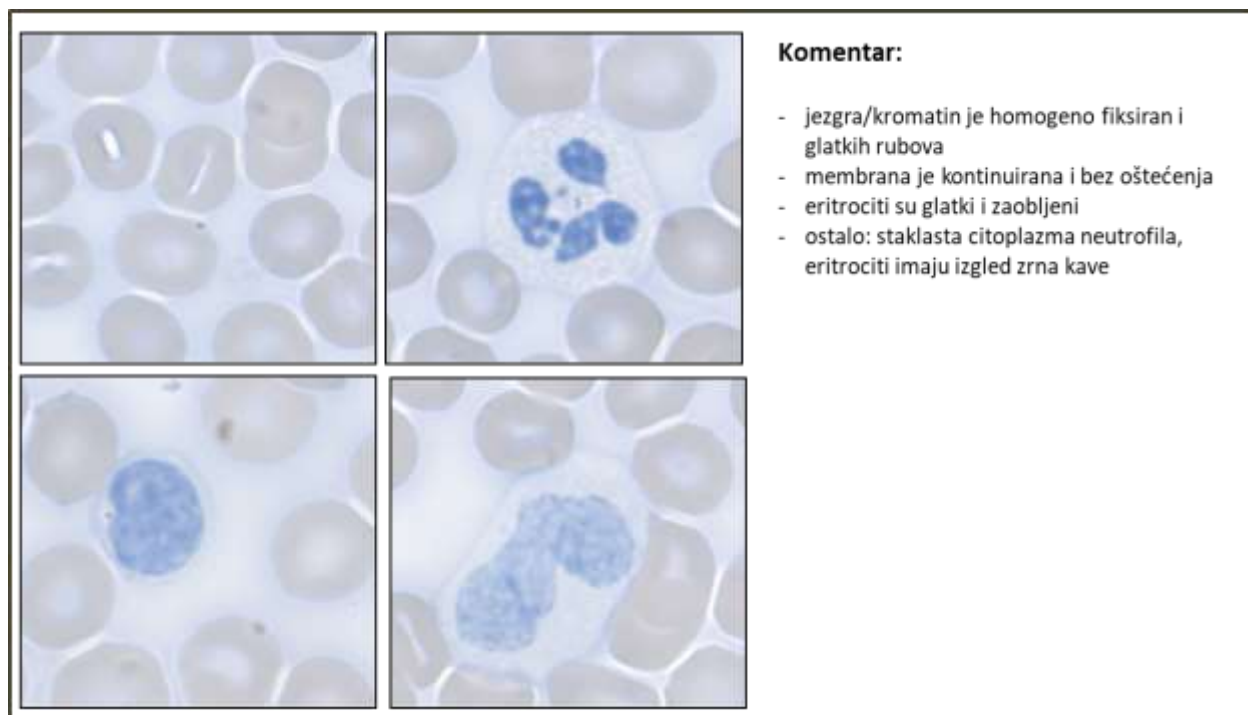 Komentar:
- jezgra/kromatin je homogeno fiksiran i
glatkih rubova
- membrana je kontinuirana i bez oštećenja
- eritrociti su glatki i zaobljeni
- ostalo: staklasta citoplazma neutrofila,
eritrociti imaju izgled zrna kave